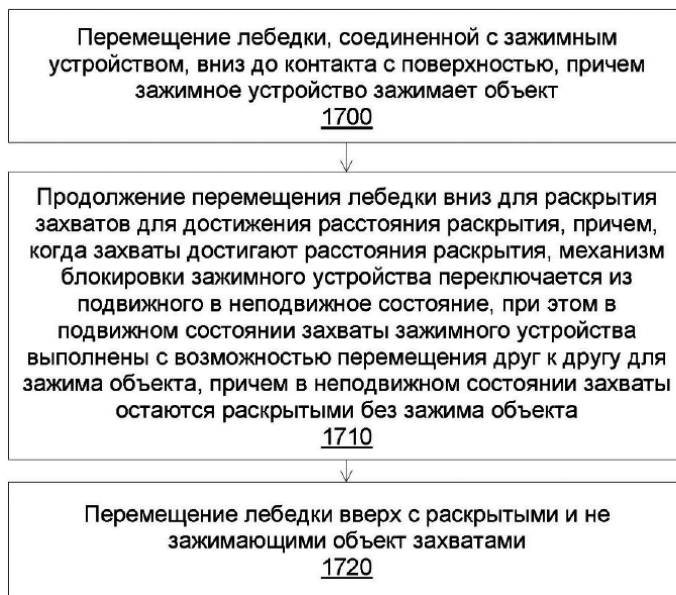 Перемещение лебедки, соединенной с зажимным
устройством, вниз до контакта с поверхностью, причем
зажимное устройство зажимает объект
1700
Продолжение перемещения лебедки вниз для раскрытия
захватов для достижения расстояния раскрытия, причем,
когда захваты достигают расстояния раскрытия, механизм
блокировки зажимного устройства переключается из
подвижного в неподвижное состояние, при этом в
подвижном состоянии захваты зажимного устройства
выполнены с возможностью перемещения друг к другу для
зажима объекта, причем в неподвижном состоянии захваты
остаются раскрытыми без зажима объекта
1710
Перемещение лебедки вверх с раскрытыми и не
зажимающими объект захватами
1720